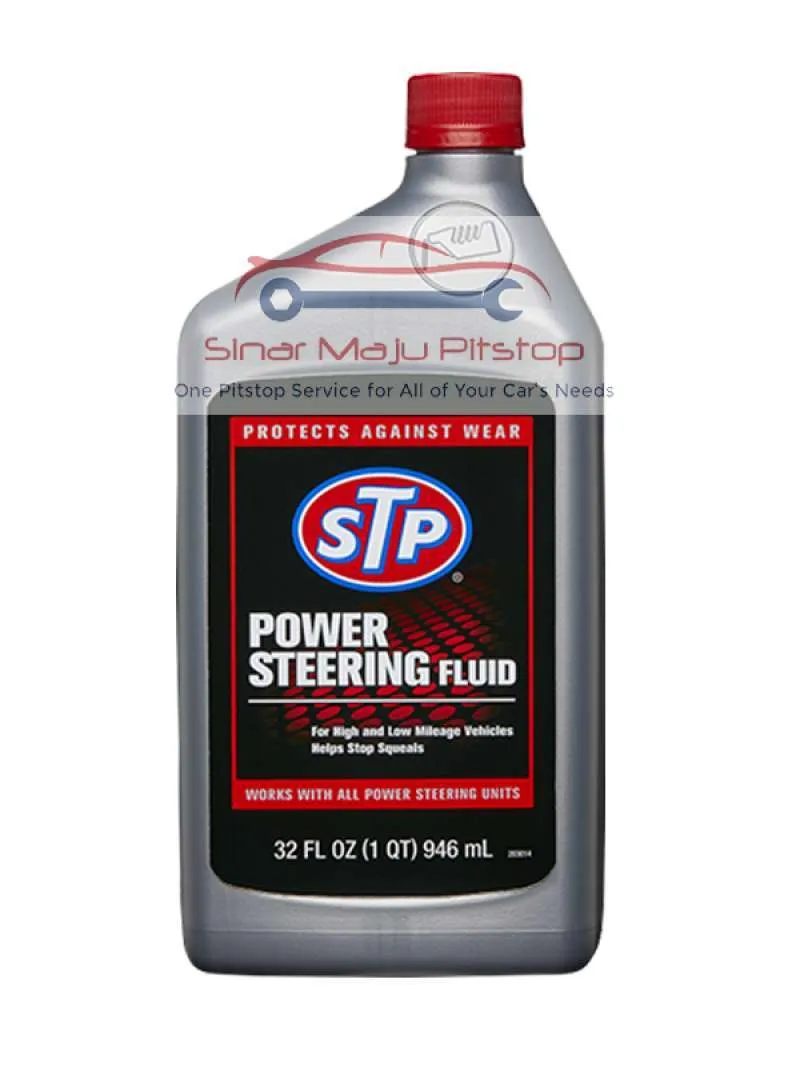 Sinar Maju Pitstop
One Pitstop Service for All of Your Car's Needs
PROTECTS AGAINST WEAR
STP®
POWER
STEERING FLUID
For High and Low Mileage Vehicles
Helps Stop Squeals
WORKS WITH ALL POWER STEERING UNITS
32 FL OZ (1 QT) 946 mL